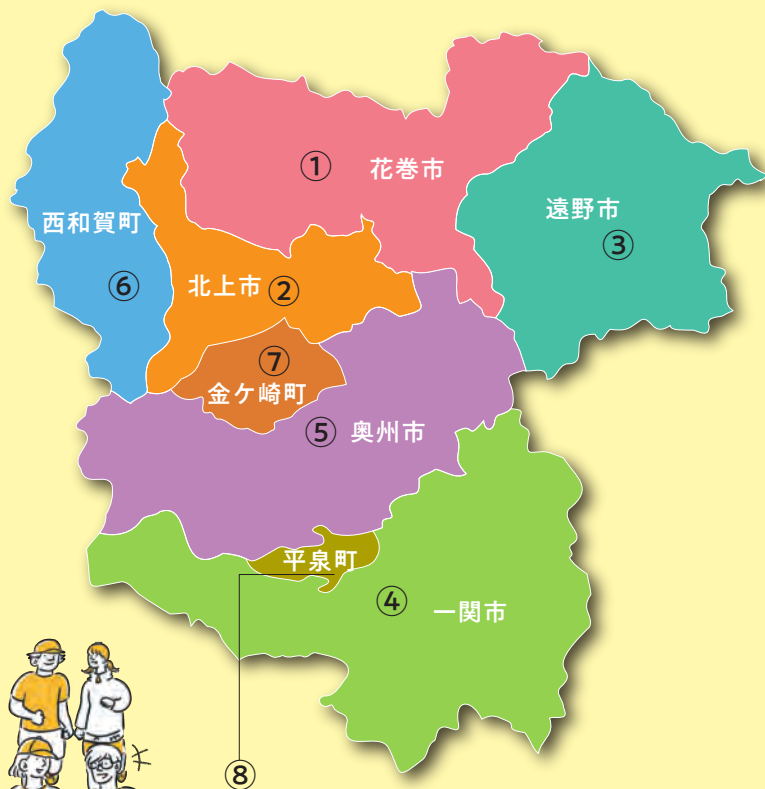 ① 花巻市
遠野市
③
西和賀町
⑥
北上市 ②
⑦
金ケ崎町
⑤ 奥州市
平泉町
④ 一関市
⑧